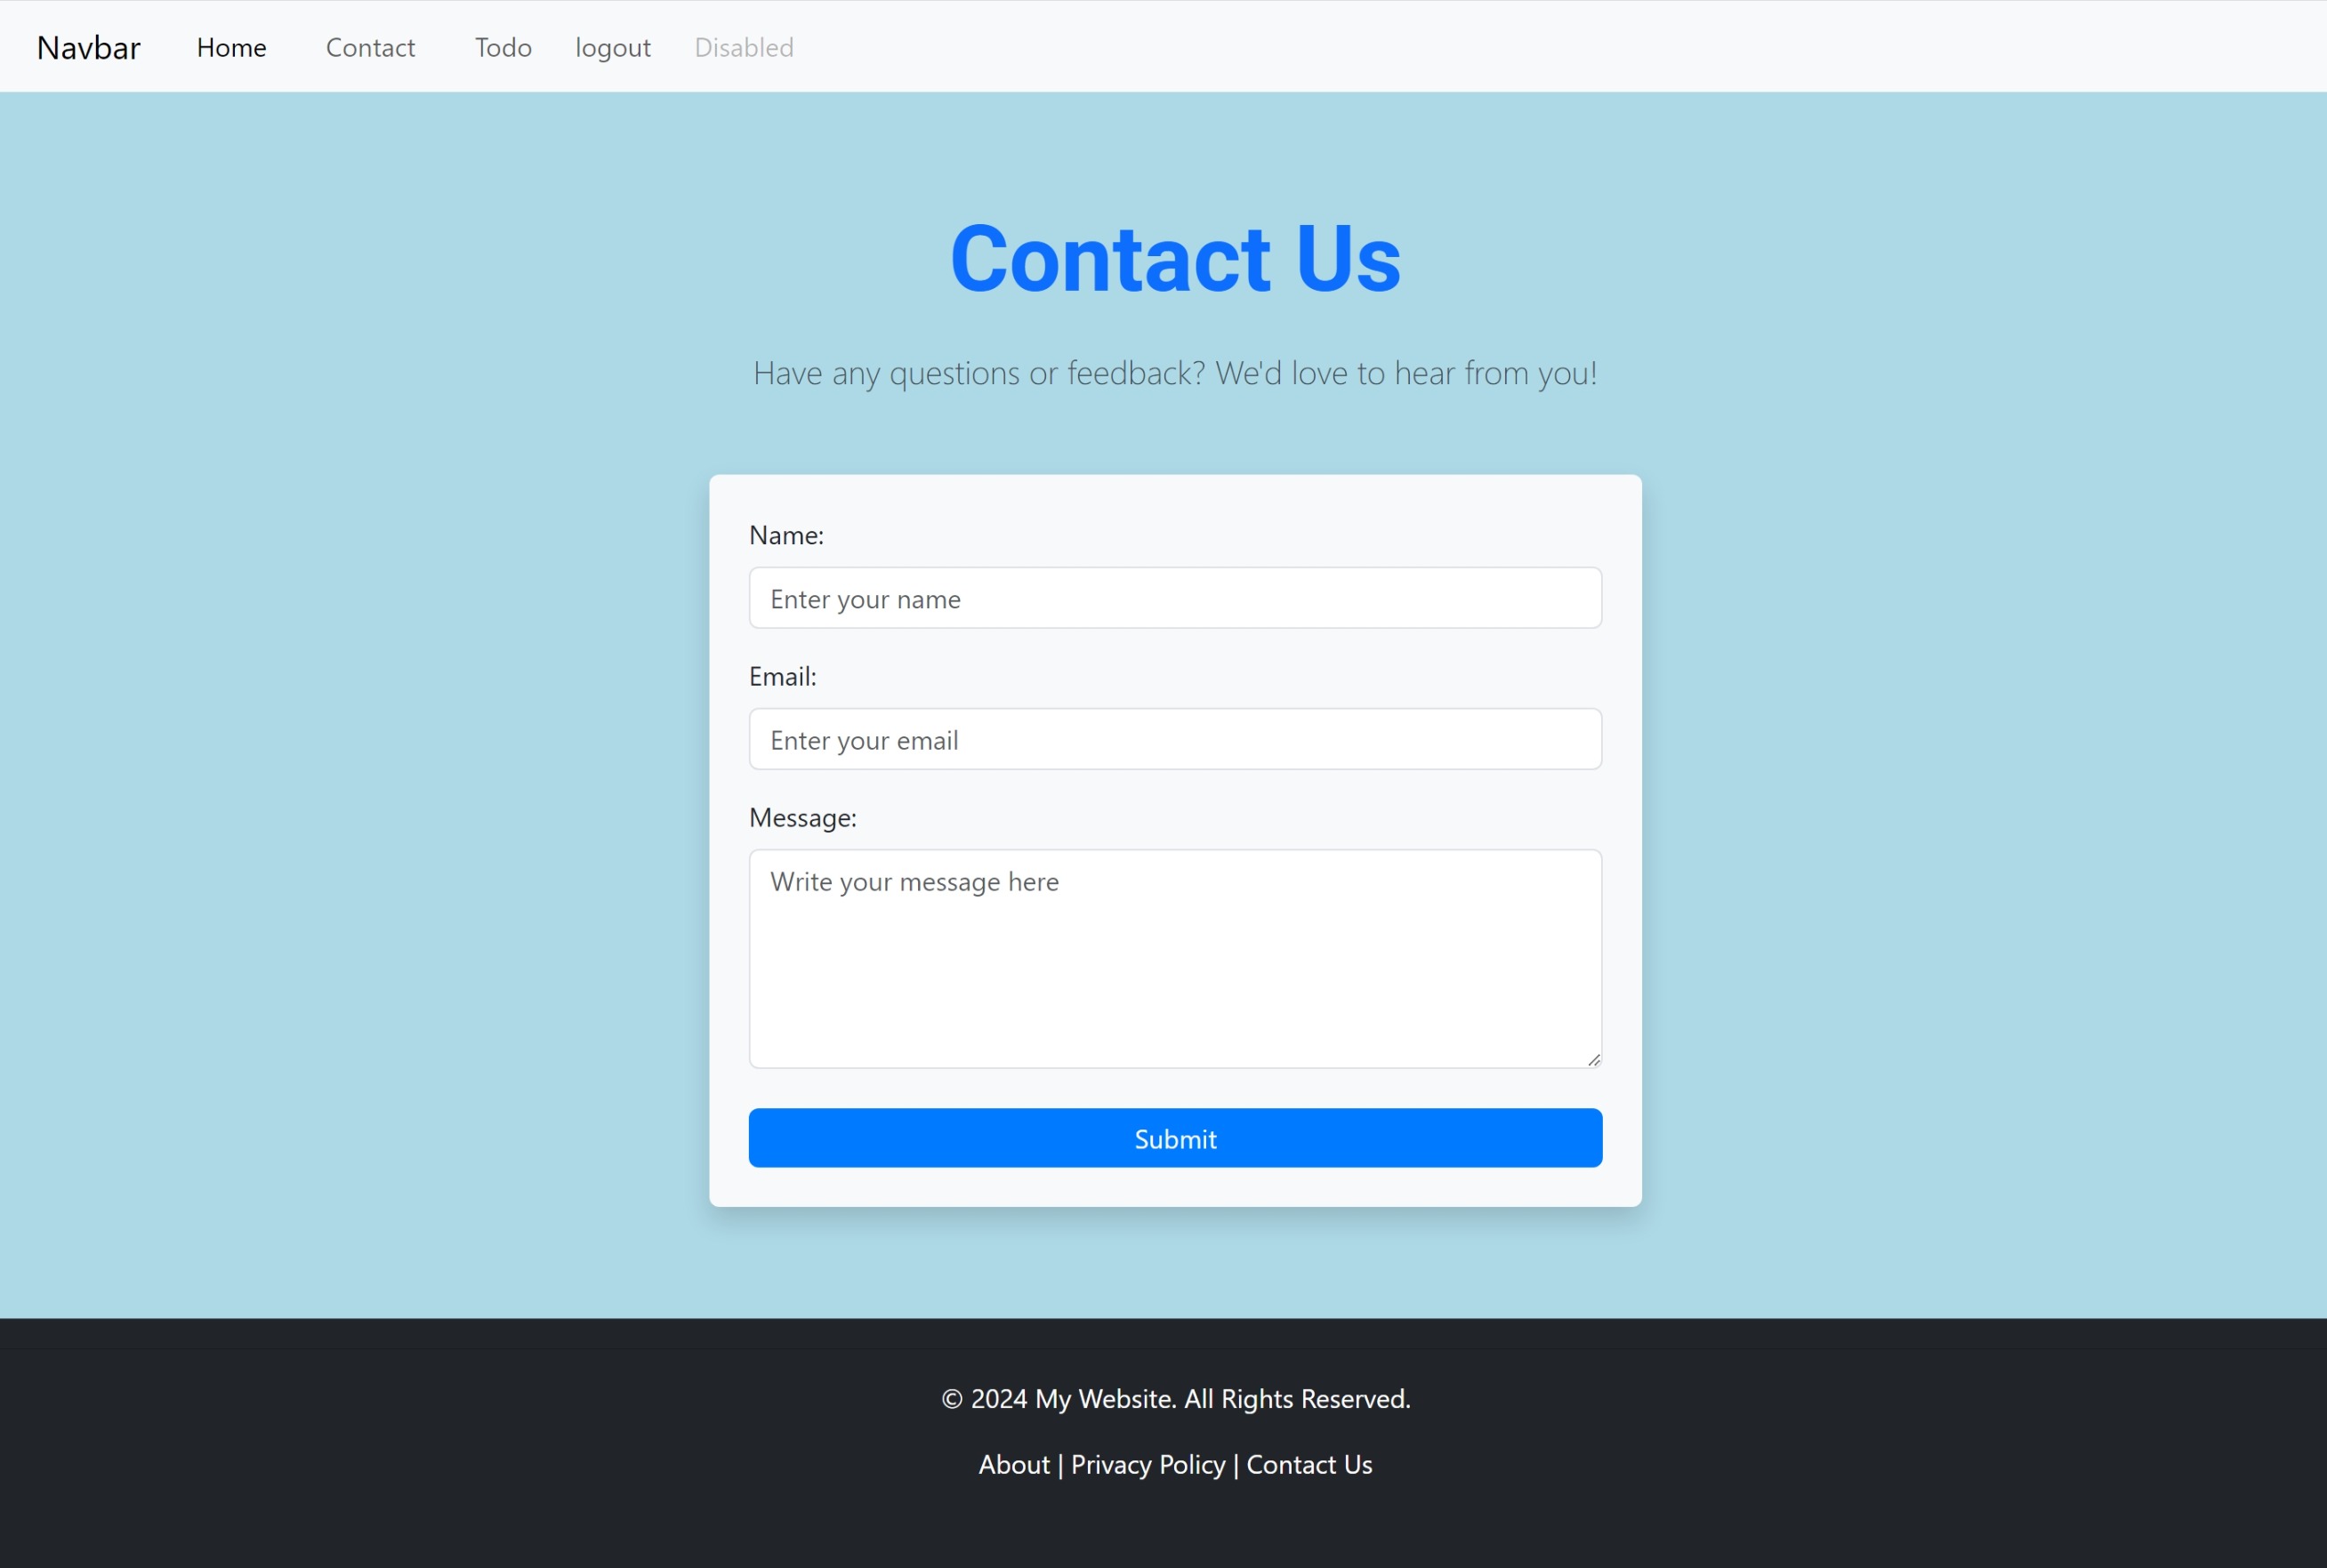 Navbar Home Contact Todo logout Disabled
Contact Us
Have any questions or feedback? We'd love to hear from you!
Name:
Enter your name
Email:
Enter your email
Message:
Write your message here
Submit
© 2024 My Website. All Rights Reserved.
About | Privacy Policy | Contact Us